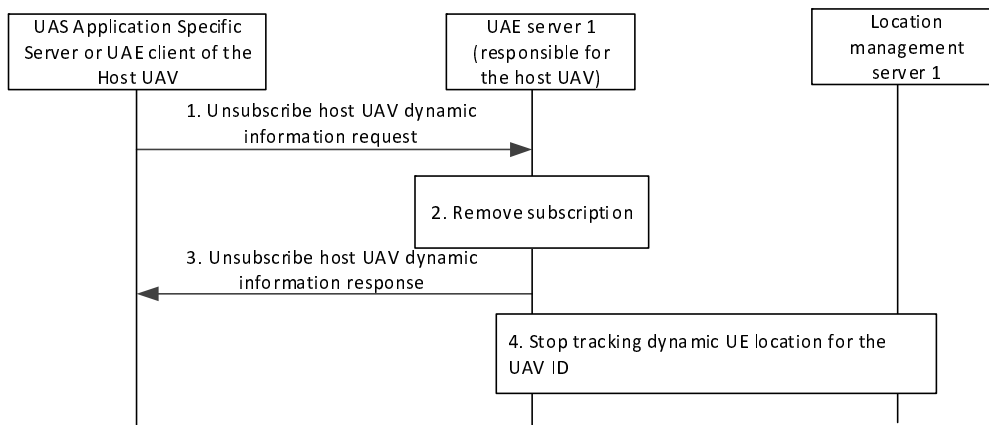 UAS Application Specific
Server or UAE client of the
Host UAV
UAE server 1
(responsible for
the host UAV)
Location
management
server 1
1. Unsubscribe host UAV dynamic
information request
2. Remove subscription
3. Unsubscribe host UAV dynamic
information response
4. Stop tracking dynamic UE location for the
UAV ID